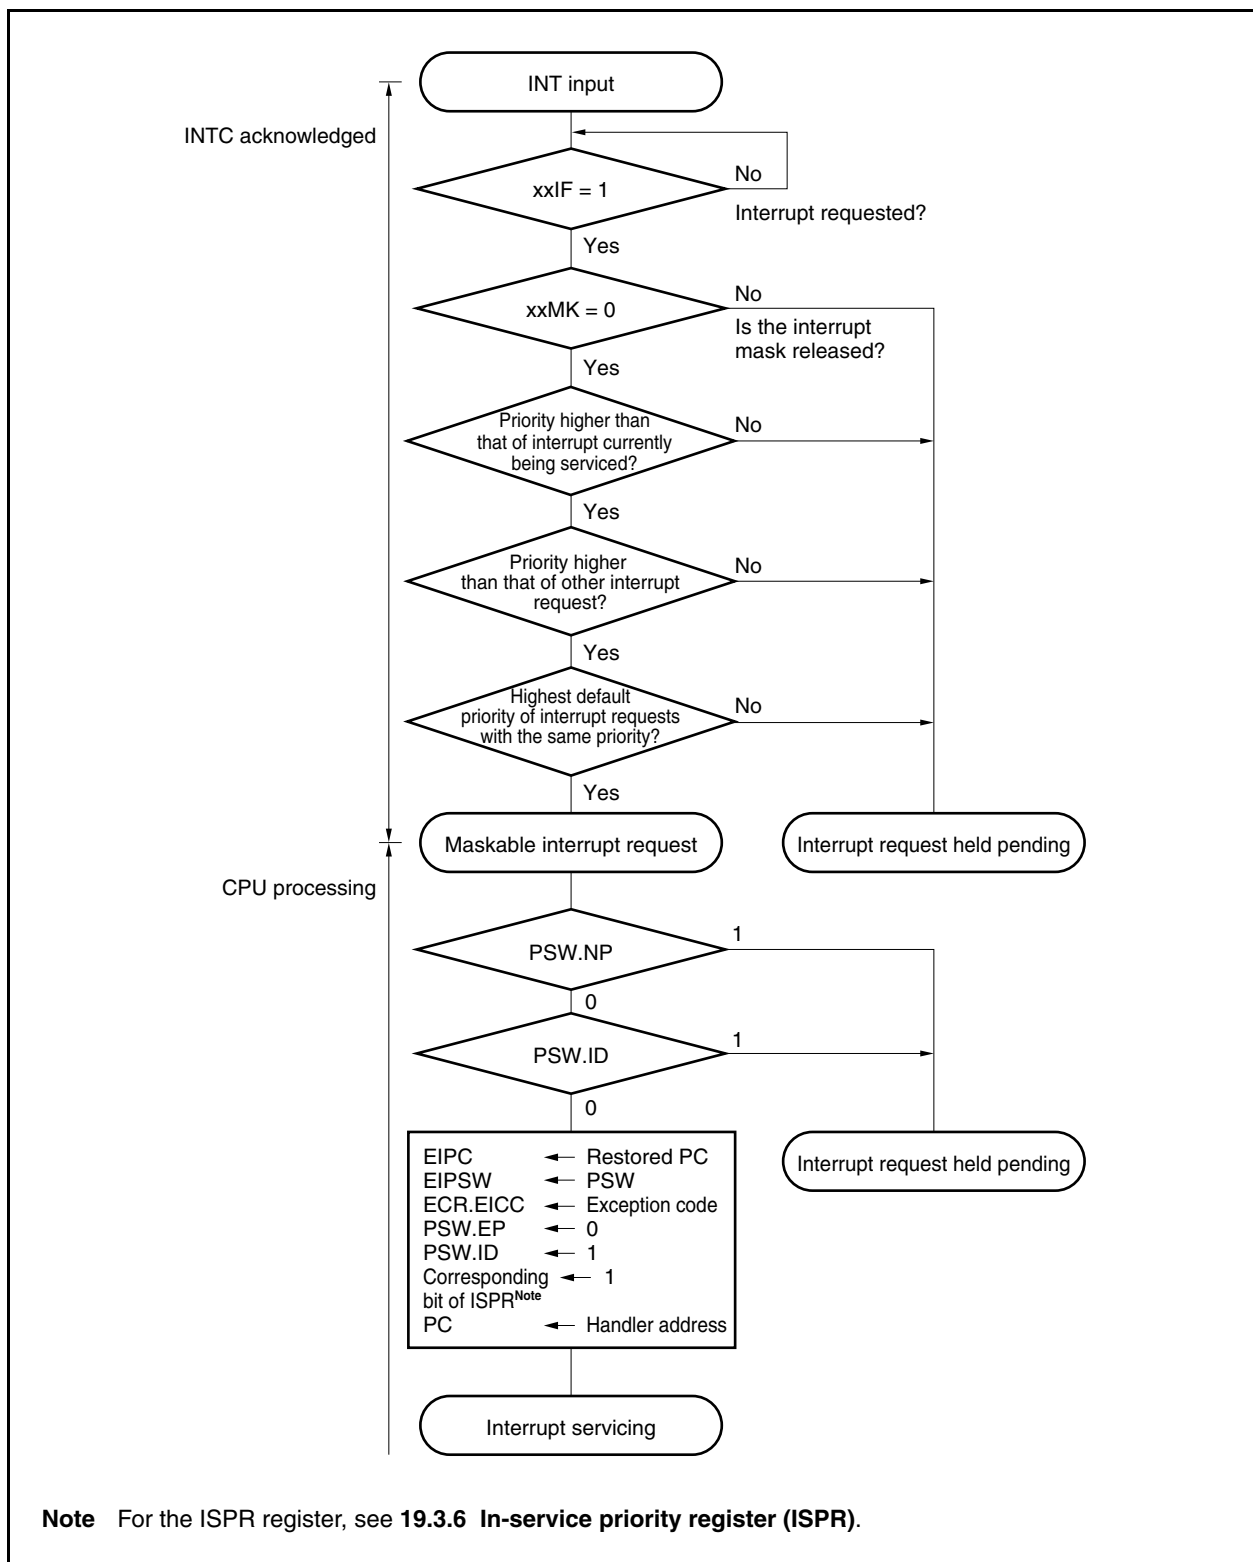 INT input
INTC acknowledged
xxIF = 1
No
Interrupt requested?
Yes
xxMK = 0
No
Is the interrupt
mask released?
Yes
Priority higher than
that of interrupt currently
being serviced?
No
Yes
Priority higher
than that of other interrupt
request?
No
Yes
Highest default
priority of interrupt requests
with the same priority?
No
Yes
Maskable interrupt request
Interrupt request held pending
CPU processing
PSW.NP
1
0
PSW.ID
1
0
EIPC ← Restored PC
EIPSW ← PSW
ECR.EICC ← Exception code
PSW.EP ← 0
PSW.ID ← 1
Corresponding ← 1
bit of ISPRNote
PC ← Handler address
Interrupt request held pending
Interrupt servicing
Note For the ISPR register, see 19.3.6 In-service priority register (ISPR).